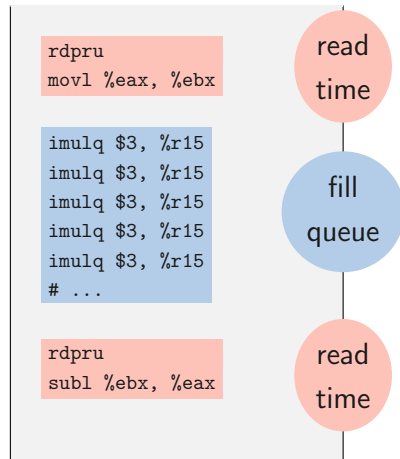 rdpru
movl %eax, %ebx
read
time
imulq $3, %r15
imulq $3, %r15
imulq $3, %r15
imulq $3, %r15
imulq $3, %r15
# ...
fill
queue
rdpru
subl %ebx, %eax
read
time